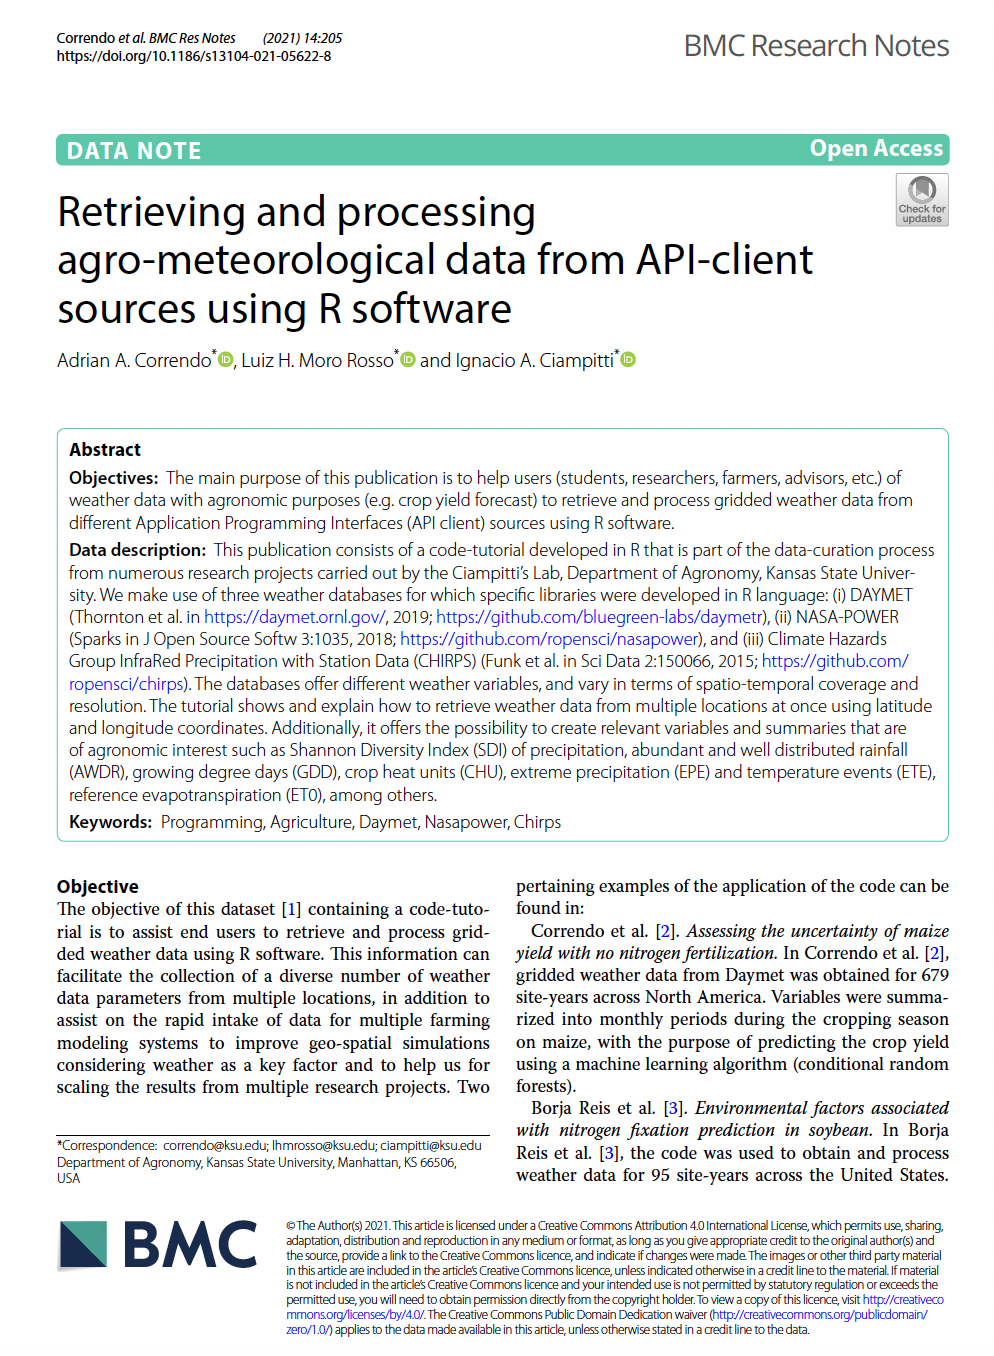 Correndo et al. BMC Res Notes (2021) 14:205
https://doi.org/10.1186/s13104-021-05622-8
BMC Research Notes
DATA NOTE
Open Access
Check for
updates
Retrieving and processing
agro-meteorological data from API-client
sources using R software
Adrian A. Correndo*, Luiz H. Moro Rosso* and Ignacio A. Ciampitti*
Abstract
Objectives: The main purpose of this publication is to help users (students, researchers, farmers, advisors, etc.) of
weather data with agronomic purposes (e.g. crop yield forecast) to retrieve and process gridded weather data from
different Application Programming Interfaces (API client) sources using R software.
Data description: This publication consists of a code-tutorial developed in R that is part of the data-curation process
from numerous research projects carried out by the Ciampitti's Lab, Department of Agronomy, Kansas State Univer-
sity. We make use of three weather databases for which specific libraries were developed in R language: (i) DAYMET
(Thornton et al. in https://daymet.ornl.gov/, 2019; https://github.com/bluegreen-labs/daymetr), (ii) NASA-POWER
(Sparks in J Open Source Softw 3:1035, 2018; https://github.com/ropensci/nasapower), and (iii) Climate Hazards
Group InfraRed Precipitation with Station Data (CHIRPS) (Funk et al. in Sci Data 2:150066, 2015; https://github.com/
ropensci/chirps). The databases offer different weather variables, and vary in terms of spatio-temporal coverage and
resolution. The tutorial shows and explain how to retrieve weather data from multiple locations at once using latitude
and longitude coordinates. Additionally, it offers the possibility to create relevant variables and summaries that are
of agronomic interest such as Shannon Diversity Index (SDI) of precipitation, abundant and well distributed rainfall
(AWDR), growing degree days (GDD), crop heat units (CHU), extreme precipitation (EPE) and temperature events (ETE),
reference evapotranspiration (ET0), among others.
Keywords: Programming, Agriculture, Daymet, Nasapower, Chirps
Objective
The objective of this dataset [1] containing a code-tuto-
rial is to assist end users to retrieve and process grid-
ded weather data using R software. This information can
facilitate the collection of a diverse number of weather
data parameters from multiple locations, in addition to
assist on the rapid intake of data for multiple farming
modeling systems to improve geo-spatial simulations
considering weather as a key factor and to help us for
scaling the results from multiple research projects. Two
*Correspondence: correndo@ksu.edu; lhmrosso@ksu.edu; ciampitti@ksu.edu
Department of Agronomy, Kansas State University, Manhattan, KS 66506,
USA
pertaining examples of the application of the code can be
found in:
Correndo et al. [2]. Assessing the uncertainty of maize
yield with no nitrogen fertilization. In Correndo et al. [2],
gridded weather data from Daymet was obtained for 679
site-years across North America. Variables were summa-
rized into monthly periods during the cropping season
on maize, with the purpose of predicting the crop yield
using a machine learning algorithm (conditional random
forests).
Borja Reis et al. [3]. Environmental factors associated
with nitrogen fixation prediction in soybean. In Borja
Reis et al. [3], the code was used to obtain and process
weather data for 95 site-years across the United States.
BMC
© The Author(s) 2021. This article is licensed under a Creative Commons Attribution 4.0 International License, which permits use, sharing,
adaptation, distribution and reproduction in any medium or format, as long as you give appropriate credit to the original author(s) and
the source, provide a link to the Creative Commons licence, and indicate if changes were made. The images or other third party material
in this article are included in the article's Creative Commons licence, unless indicated otherwise in a credit line to the material. If material
is not included in the article's Creative Commons licence and your intended use is not permitted by statutory regulation or exceeds the
permitted use, you will need to obtain permission directly from the copyright holder. To view a copy of this licence, visit http://creativeco
mmons.org/licenses/by/4.0/. The Creative Commons Public Domain Dedication waiver (http://creativecommons.org/publicdomain/
zero/1.0/) applies to the data made available in this article, unless otherwise stated in a credit line to the data.